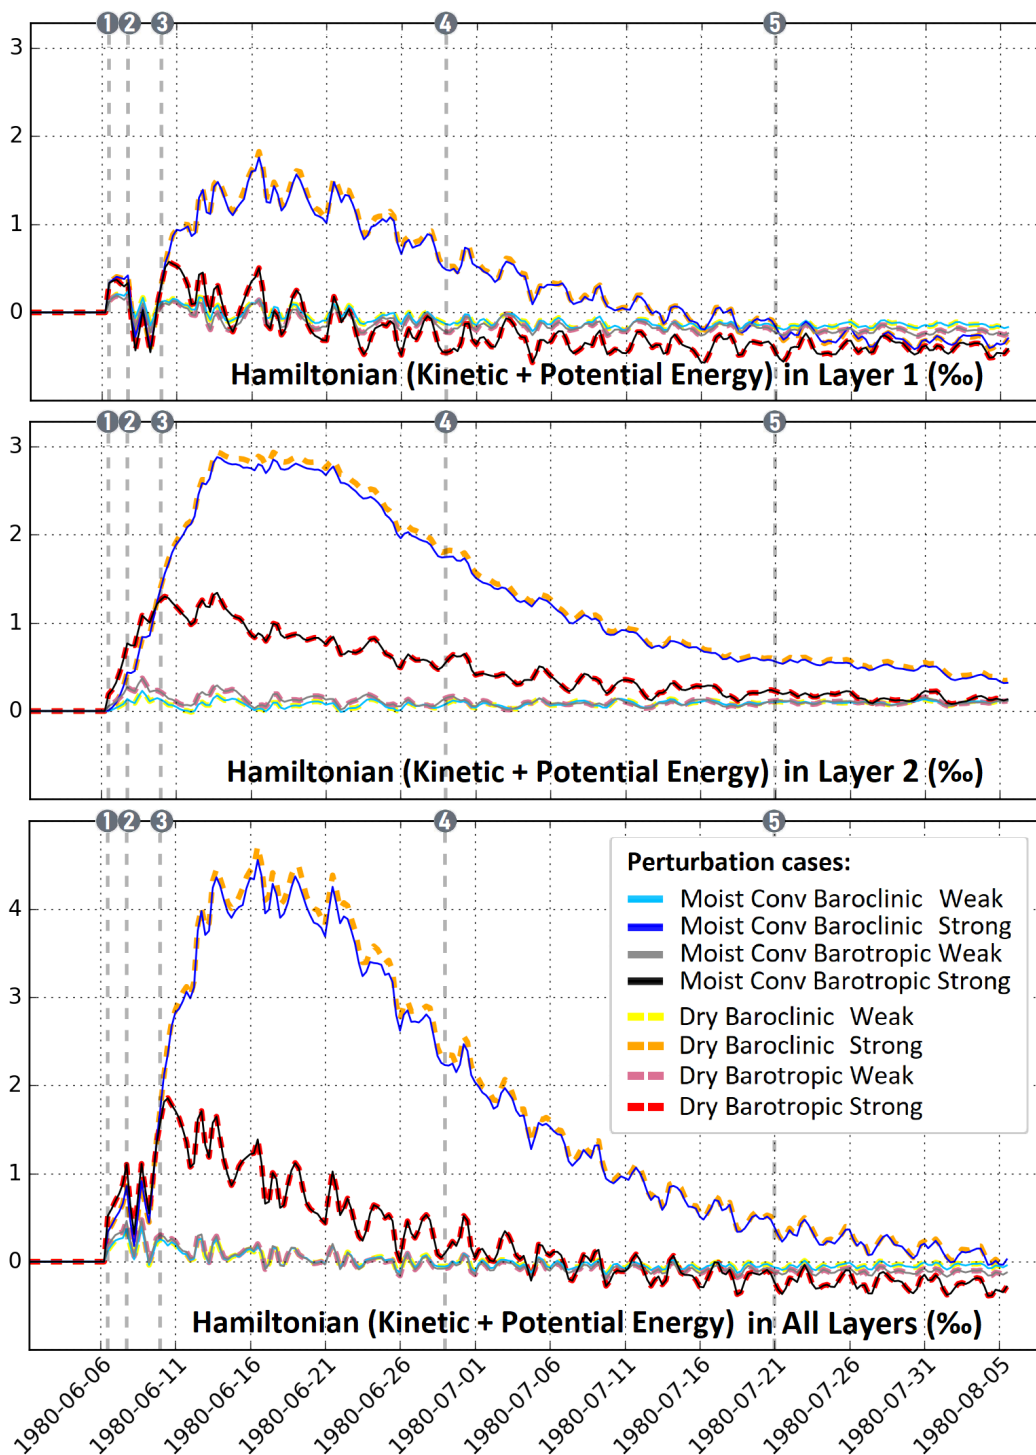 1 2 3 4 5
3
2
1
0
Hamiltonian (Kinetic + Potential Energy) in Layer 1 (‰)
1 2 3 4 5
3
2
1
0
Hamiltonian (Kinetic + Potential Energy) in Layer 2 (‰)
1 2 3 4 5
4
3
2
1
0
Perturbation cases:
Moist Conv Baroclinic Weak
Moist Conv Baroclinic Strong
Moist Conv Barotropic Weak
Moist Conv Barotropic Strong
Dry Baroclinic Weak
Dry Baroclinic Strong
Dry Barotropic Weak
Dry Barotropic Strong
Hamiltonian (Kinetic + Potential Energy) in All Layers (‰)
1980-06-06
1980-06-11
1980-06-16
1980-06-21
1980-06-26
1980-07-01
1980-07-06
1980-07-11
1980-07-16
1980-07-21
1980-07-26
1980-07-31
1980-08-05